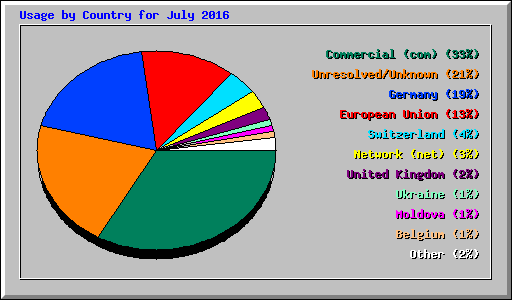 Usage by Country for July 2016
Commercial (com) (33%)
Unresolved/Unknown (21%)
Germany (19%)
European Union (13%)
Switzerland (4%)
Network (net) (3%)
United Kingdom (2%)
Ukraine (1%)
Moldova (1%)
Belgium (1%)
Other (2%)